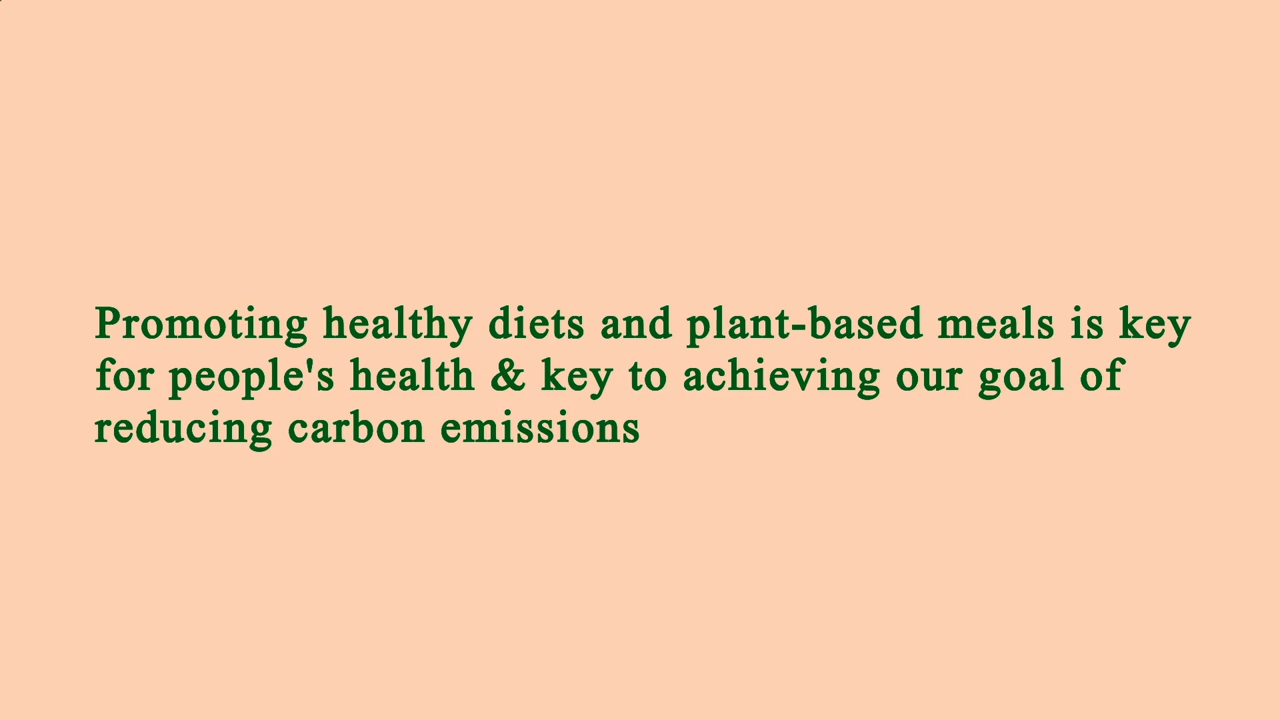 Promoting healthy diets and plant-based meals is key
for people's health & key to achieving our goal of
reducing carbon emissions